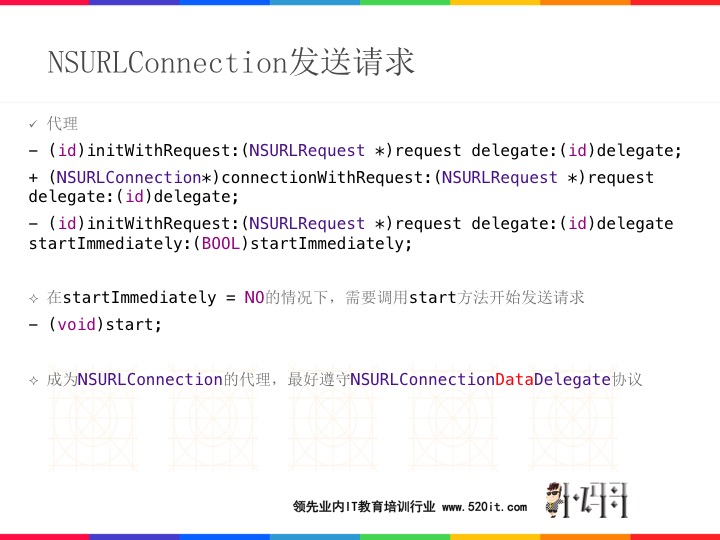 NSURLConnection发送请求
✓ 代理
- (id)initWithRequest:(NSURLRequest *)request delegate:(id)delegate;
+ (NSURLConnection*)connectionWithRequest:(NSURLRequest *)request
delegate:(id)delegate;
- (id)initWithRequest:(NSURLRequest *)request delegate:(id)delegate
startImmediately:(BOOL)startImmediately;
✧ 在startImmediately = NO的情况下，需要调用start方法开始发送请求
- (void)start;
✧ 成为NSURLConnection的代理，最好遵守NSURLConnectionDataDelegate协议
领先业内IT教育培训行业 www.520it.com
小码哥